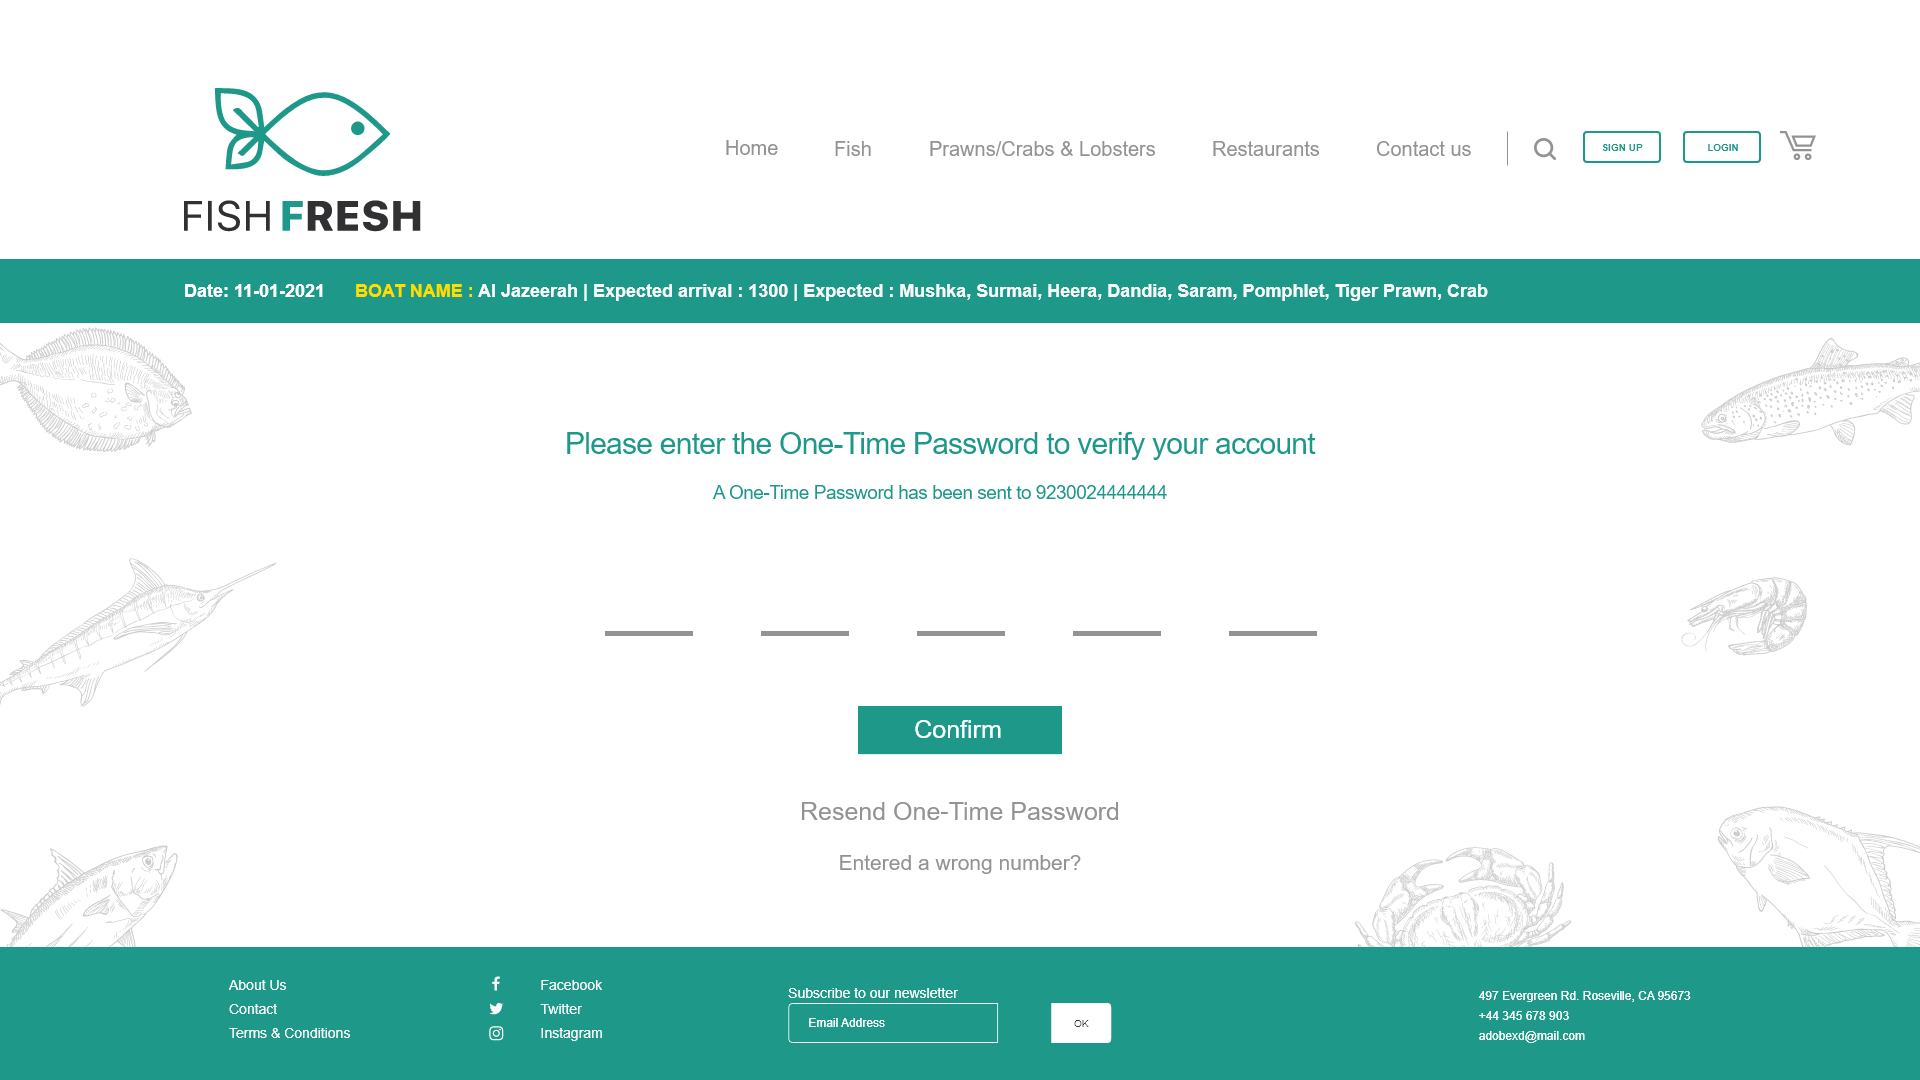 FISH FRESH
Home Fish Prawns/Crabs & Lobsters Restaurants Contact us SIGN UP LOGIN
Date: 11-01-2021 BOAT NAME : Al Jazeerah | Expected arrival : 1300 | Expected : Mushka, Surmai, Heera, Dandia, Saram, Pomphlet, Tiger Prawn, Crab
Please enter the One-Time Password to verify your account
A One-Time Password has been sent to 9230024444444
Confirm
Resend One-Time Password
Entered a wrong number?
About Us
Contact
Terms & Conditions
Facebook
Twitter
Instagram
Subscribe to our newsletter
Email Address
OK
497 Evergreen Rd. Roseville, CA 95673
+44 345 678 903
adobexd@mail.com